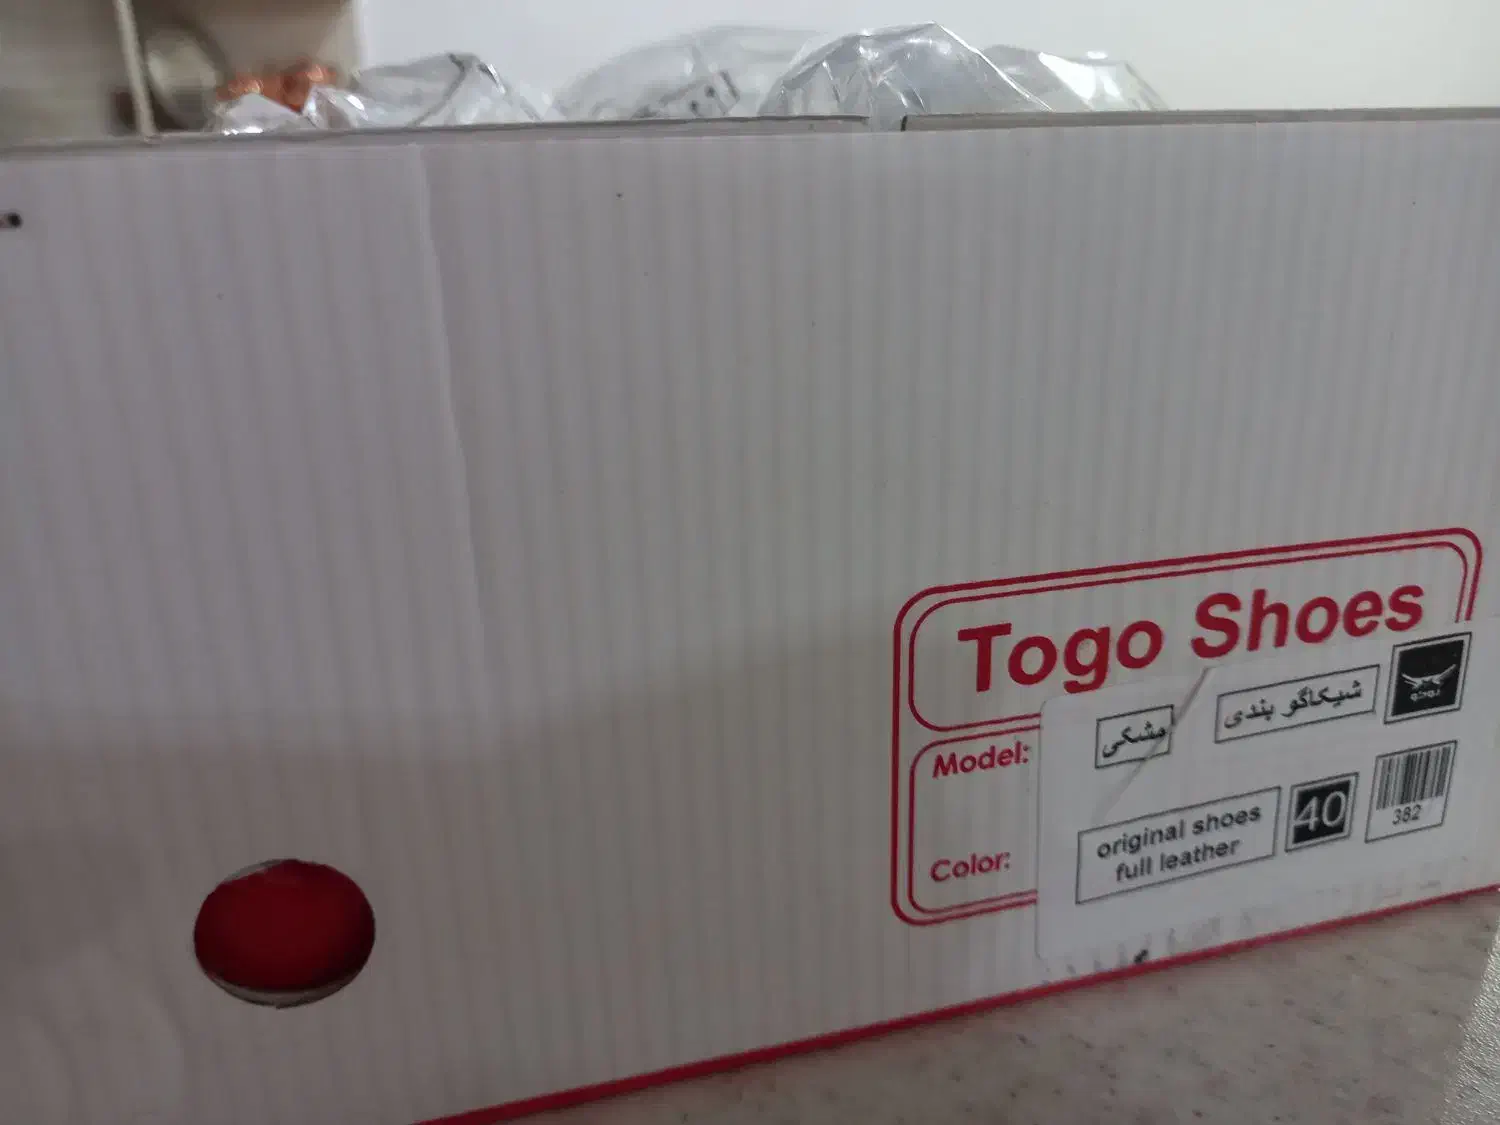 Togo Shoes
Model:
مشکی
شیکاگو بندی
Color:
original shoes
full leather
40
382